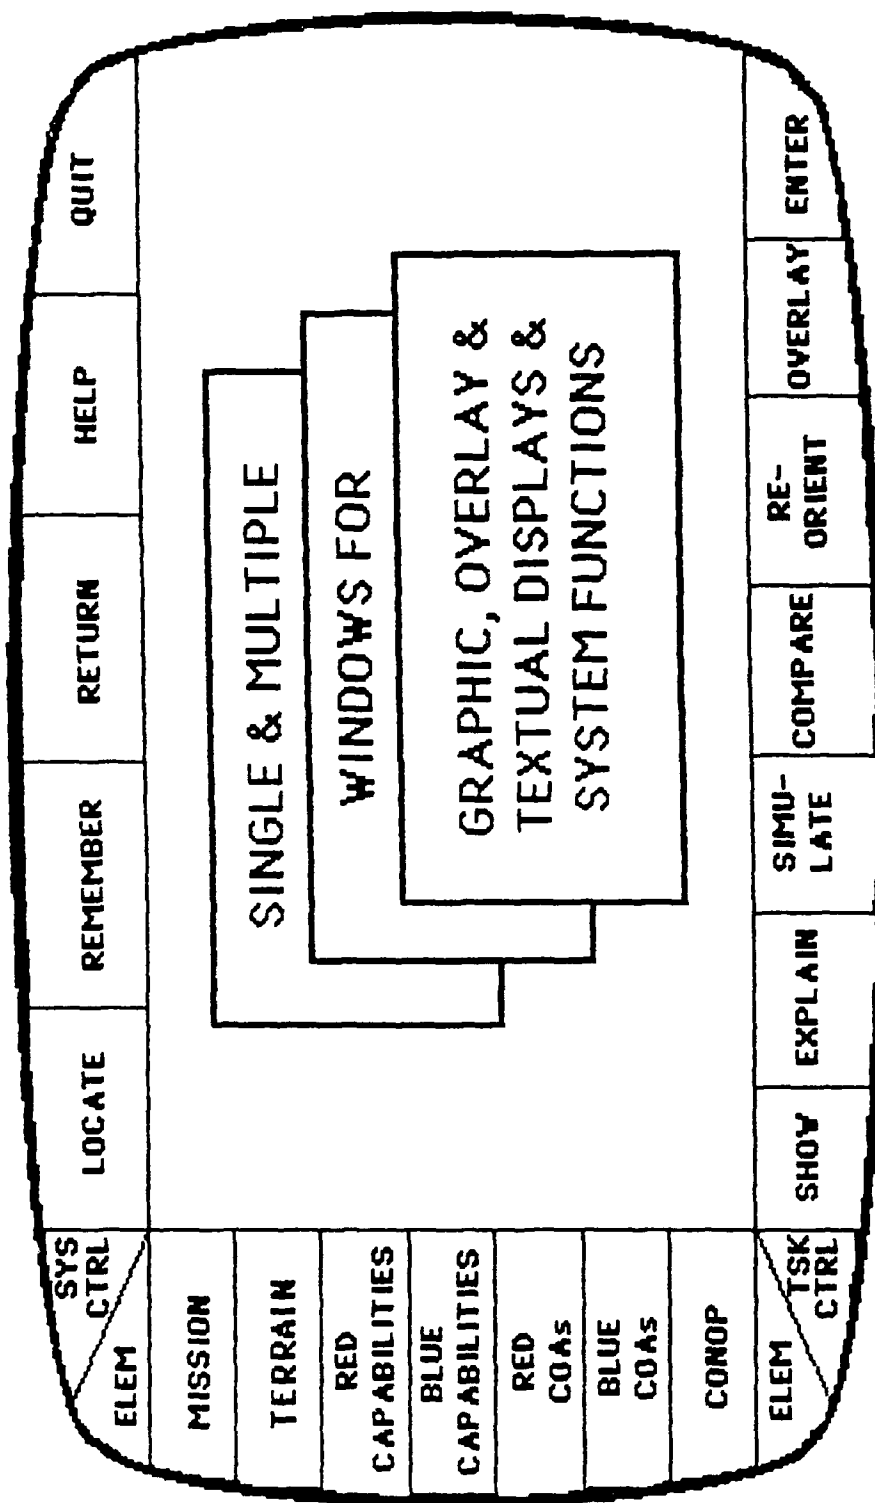 SYS
CTRL
ELEM
LOCATE
REMEMBER
RETURN
HELP
QUIT
MISSION
TERRAIN
RED
CAPABILITIES
BLUE
CAPABILITIES
RED
COAs
BLUE
COAs
CONOP
SINGLE & MULTIPLE
WINDOWS FOR
GRAPHIC, OVERLAY &
TEXTUAL DISPLAYS &
SYSTEM FUNCTIONS
ELEM
TSK
CTRL
SHOW
EXPLAIN
SIMU-
LATE
COMPARE
RE-
ORIENT
OVERLAY
ENTER